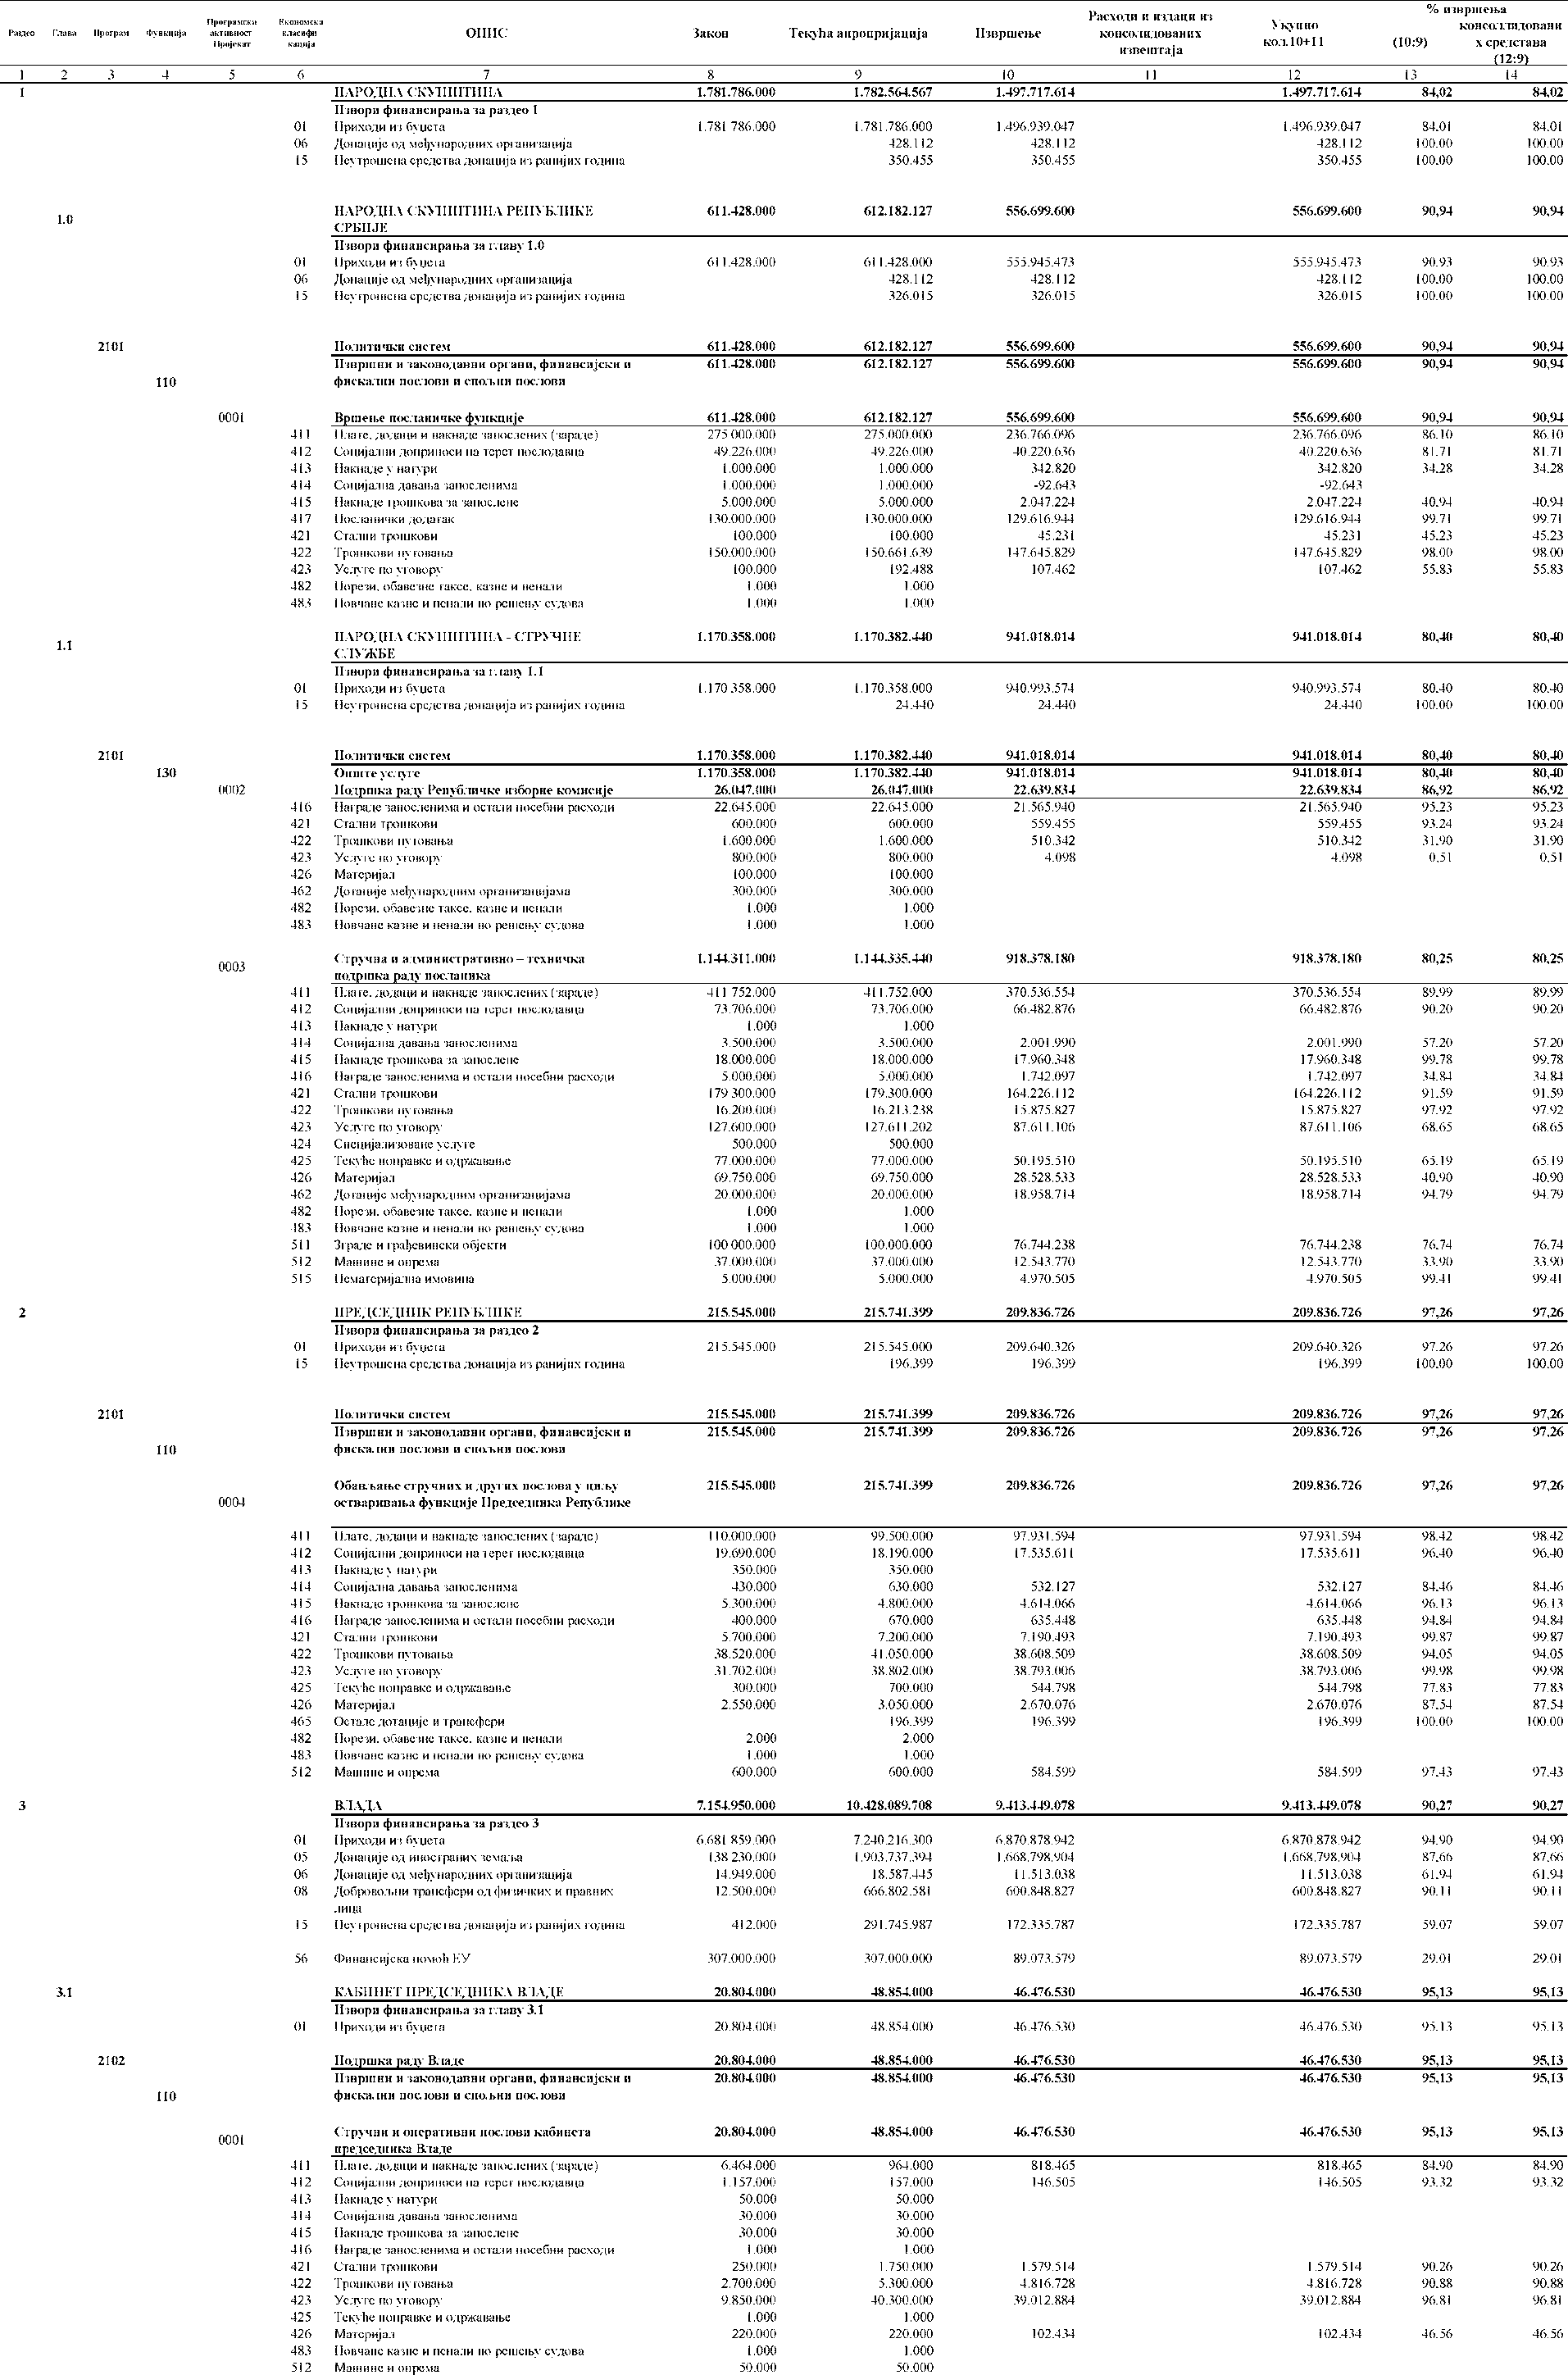 Раздео Глава Програм Функција Програмска активност Пројекат Економска класификација ОПИС Закон Текућа апропријација Извршење Расходи и издаци из консолидованих извештаја Укупно кол.10+11 % извршења (10:9) консолидованих средстава (12:9)
1 2 3 4 5 6 7 8 9 10 11 12 13 14
1 НАРОДНА СКУПШТИНА 1.781.786.000 1.782.564.567 1.497.717.614 1.497.717.614 84,02 84,02
Извори финансирања за раздео 1
01 Приходи из буџета 1.781.786.000 1.781.786.000 1.496.939.047 1.496.939.047 84.01 84.01
06 Донације од међународних организација 428.112 428.112 428.112 100.00 100.00
15 Неутрошена средства донација из ранијих година 350.455 350.455 350.455 100.00 100.00
1.0 НАРОДНА СКУПШТИНА РЕПУБЛИКЕ 611.428.000 612.182.127 556.699.600 556.699.600 90,94 90,94
СРБИЈЕ
Извори финансирања за главу 1.0
01 Приходи из буџета 611.428.000 611.428.000 555.945.473 555.945.473 90.93 90.93
06 Донације од међународних организација 428.112 428.112 428.112 100.00 100.00
15 Неутрошена средства донација из ранијих година 326.015 326.015 326.015 100.00 100.00
2101 Политички систем 611.428.000 612.182.127 556.699.600 556.699.600 90,94 90,94
Извршни и законодавни органи, финансијски и 611.428.000 612.182.127 556.699.600 556.699.600 90,94 90,94
110 фискални послови и спољни послови
0001 Вршење посланичке функције 611.428.000 612.182.127 556.699.600 556.699.600 90,94 90,94
411 Плате, додаци и накнаде запослених (зараде) 275.000.000 275.000.000 236.766.096 236.766.096 86.10 86.10
412 Социјални доприноси на терет послодавца 49.226.000 49.226.000 40.220.636 40.220.636 81.71 81.71
413 Накнаде у натури 1.000.000 1.000.000 342.820 342.820 34.28 34.28
414 Социјална давања запосленима 1.000.000 1.000.000 -92.643 -92.643
415 Накнаде трошкова за запослене 5.000.000 5.000.000 2.047.224 2.047.224 40.94 40.94
417 Посланички додатак 130.000.000 130.000.000 129.616.944 129.616.944 99.71 99.71
421 Стални трошкови 100.000 100.000 45.231 45.231 45.23 45.23
422 Трошкови путовања 150.000.000 150.661.639 147.645.829 147.645.829 98.00 98.00
423 Услуге по уговору 100.000 192.488 107.462 107.462 55.83 55.83
482 Порези, обавезне таксе, казне и пенали 1.000 1.000
483 Новчане казне и пенали по решењу судова 1.000 1.000
1.1 НАРОДНА СКУПШТИНА - СТРУЧНЕ 1.170.358.000 1.170.382.440 941.018.014 941.018.014 80,40 80,40
СЛУЖБЕ
Извори финансирања за главу 1.1
01 Приходи из буџета 1.170.358.000 1.170.358.000 940.993.574 940.993.574 80.40 80.40
15 Неутрошена средства донација из ранијих година 24.440 24.440 24.440 100.00 100.00
2101 Политички систем 1.170.358.000 1.170.382.440 941.018.014 941.018.014 80,40 80,40
130 Опште услуге 1.170.358.000 1.170.382.440 941.018.014 941.018.014 80,40 80,40
0002 Подршка раду Републичке изборне комисије 26.047.000 26.047.000 22.639.834 22.639.834 86,92 86,92
416 Награде запосленима и остали посебни расходи 22.645.000 22.645.000 21.565.940 21.565.940 95.23 95.23
421 Стални трошкови 600.000 600.000 559.455 559.455 93.24 93.24
422 Трошкови путовања 1.600.000 1.600.000 510.342 510.342 31.90 31.90
423 Услуге по уговору 800.000 800.000 4.098 4.098 0.51 0.51
426 Материјал 100.000 100.000
462 Дотације међународним организацијама 300.000 300.000
482 Порези, обавезне таксе, казне и пенали 1.000 1.000
483 Новчане казне и пенали по решењу судова 1.000 1.000
0003 Стручна и административно – техничка 1.144.311.000 1.144.335.440 918.378.180 918.378.180 80,25 80,25
подршка раду посланика
411 Плате, додаци и накнаде запослених (зараде) 411.752.000 411.752.000 370.536.554 370.536.554 89.99 89.99
412 Социјални доприноси на терет послодавца 73.706.000 73.706.000 66.482.876 66.482.876 90.20 90.20
413 Накнаде у натури 1.000 1.000
414 Социјална давања запосленима 3.500.000 3.500.000 2.001.990 2.001.990 57.20 57.20
415 Накнаде трошкова за запослене 18.000.000 18.000.000 17.960.348 17.960.348 99.78 99.78
416 Награде запосленима и остали посебни расходи 5.000.000 5.000.000 1.742.097 1.742.097 34.84 34.84
421 Стални трошкови 179.300.000 179.300.000 164.226.112 164.226.112 91.59 91.59
422 Трошкови путовања 16.200.000 16.213.238 15.875.827 15.875.827 97.92 97.92
423 Услуге по уговору 127.600.000 127.611.202 87.611.106 87.611.106 68.65 68.65
424 Специјализоване услуге 500.000 500.000
425 Текуће поправке и одржавање 77.000.000 77.000.000 50.195.510 50.195.510 65.19 65.19
426 Материјал 69.750.000 69.750.000 28.528.533 28.528.533 40.90 40.90
462 Дотације међународним организацијама 20.000.000 20.000.000 18.958.714 18.958.714 94.79 94.79
482 Порези, обавезне таксе, казне и пенали 1.000 1.000
483 Новчане казне и пенали по решењу судова 1.000 1.000
511 Зграде и грађевински објекти 100.000.000 100.000.000 76.744.238 76.744.238 76.74 76.74
512 Машине и опрема 37.000.000 37.000.000 12.543.770 12.543.770 33.90 33.90
515 Нематеријална имовина 5.000.000 5.000.000 4.970.505 4.970.505 99.41 99.41
2 ПРЕДСЕДНИК РЕПУБЛИКЕ 215.545.000 215.741.399 209.836.726 209.836.726 97,26 97,26
Извори финансирања за раздео 2
01 Приходи из буџета 215.545.000 215.545.000 209.640.326 209.640.326 97.26 97.26
15 Неутрошена средства донација из ранијих година 196.399 196.399 196.399 100.00 100.00
2101 Политички систем 215.545.000 215.741.399 209.836.726 209.836.726 97,26 97,26
Извршни и законодавни органи, финансијски и 215.545.000 215.741.399 209.836.726 209.836.726 97,26 97,26
110 фискални послови и спољни послови
Обављање стручних и других послова у циљу 215.545.000 215.741.399 209.836.726 209.836.726 97,26 97,26
0004 остваривања функције Председника Републике
411 Плате, додаци и накнаде запослених (зараде) 110.000.000 99.500.000 97.931.594 97.931.594 98.42 98.42
412 Социјални доприноси на терет послодавца 19.690.000 18.190.000 17.535.611 17.535.611 96.40 96.40
413 Накнаде у натури 350.000 350.000
414 Социјална давања запосленима 430.000 630.000 532.127 532.127 84.46 84.46
415 Накнаде трошкова за запослене 5.300.000 4.800.000 4.614.066 4.614.066 96.13 96.13
416 Награде запосленима и остали посебни расходи 400.000 670.000 635.448 635.448 94.84 94.84
421 Стални трошкови 5.700.000 7.200.000 7.190.493 7.190.493 99.87 99.87
422 Трошкови путовања 38.520.000 41.050.000 38.608.509 38.608.509 94.05 94.05
423 Услуге по уговору 31.702.000 38.802.000 38.793.006 38.793.006 99.98 99.98
425 Текуће поправке и одржавање 300.000 700.000 544.798 544.798 77.83 77.83
426 Материјал 2.550.000 3.050.000 2.670.076 2.670.076 87.54 87.54
465 Остале дотације и трансфери 196.399 196.399 196.399 100.00 100.00
482 Порези, обавезне таксе, казне и пенали 2.000 2.000
483 Новчане казне и пенали по решењу судова 1.000 1.000
512 Машине и опрема 600.000 600.000 584.599 584.599 97.43 97.43
3 ВЛАДА 7.154.950.000 10.428.089.708 9.413.449.078 9.413.449.078 90,27 90,27
Извори финансирања за раздео 3
01 Приходи из буџета 6.681.859.000 7.240.216.300 6.870.878.942 6.870.878.942 94.90 94.90
05 Донације од иностраних земаља 138.230.000 1.903.737.394 1.668.798.904 1.668.798.904 87.66 87.66
06 Донације од међународних организација 14.949.000 18.587.445 11.513.038 11.513.038 61.94 61.94
08 Добровољни трансфери од физичких и правних 12.500.000 666.802.581 600.848.827 600.848.827 90.11 90.11
лица
15 Неутрошена средства донација из ранијих година 412.000 291.745.987 172.335.787 172.335.787 59.07 59.07
56 Финансијска помоћ ЕУ 307.000.000 307.000.000 89.073.579 89.073.579 29.01 29.01
3.1 КАБИНЕТ ПРЕДСЕДНИКА ВЛАДЕ 20.804.000 48.854.000 46.476.530 46.476.530 95,13 95,13
Извори финансирања за главу 3.1
01 Приходи из буџета 20.804.000 48.854.000 46.476.530 46.476.530 95.13 95.13
2102 Подршка раду Владе 20.804.000 48.854.000 46.476.530 46.476.530 95,13 95,13
Извршни и законодавни органи, финансијски и 20.804.000 48.854.000 46.476.530 46.476.530 95,13 95,13
110 фискални послови и спољни послови
0001 Стручни и оперативни послови кабинета 20.804.000 48.854.000 46.476.530 46.476.530 95,13 95,13
председника Владе
411 Плате, додаци и накнаде запослених (зараде) 6.464.000 964.000 818.465 818.465 84.90 84.90
412 Социјални доприноси на терет послодавца 1.157.000 157.000 146.505 146.505 93.32 93.32
413 Накнаде у натури 50.000 50.000
414 Социјална давања запосленима 30.000 30.000
415 Накнаде трошкова за запослене 30.000 30.000
416 Награде запосленима и остали посебни расходи 1.000 1.000
421 Стални трошкови 250.000 1.750.000 1.579.514 1.579.514 90.26 90.26
422 Трошкови путовања 2.700.000 5.300.000 4.816.728 4.816.728 90.88 90.88
423 Услуге по уговору 9.850.000 40.300.000 39.012.884 39.012.884 96.81 96.81
425 Текуће поправке и одржавање 1.000 1.000
426 Материјал 220.000 220.000 102.434 102.434 46.56 46.56
483 Новчане казне и пенали по решењу судова 1.000 1.000
512 Машине и опрема 50.000 50.000